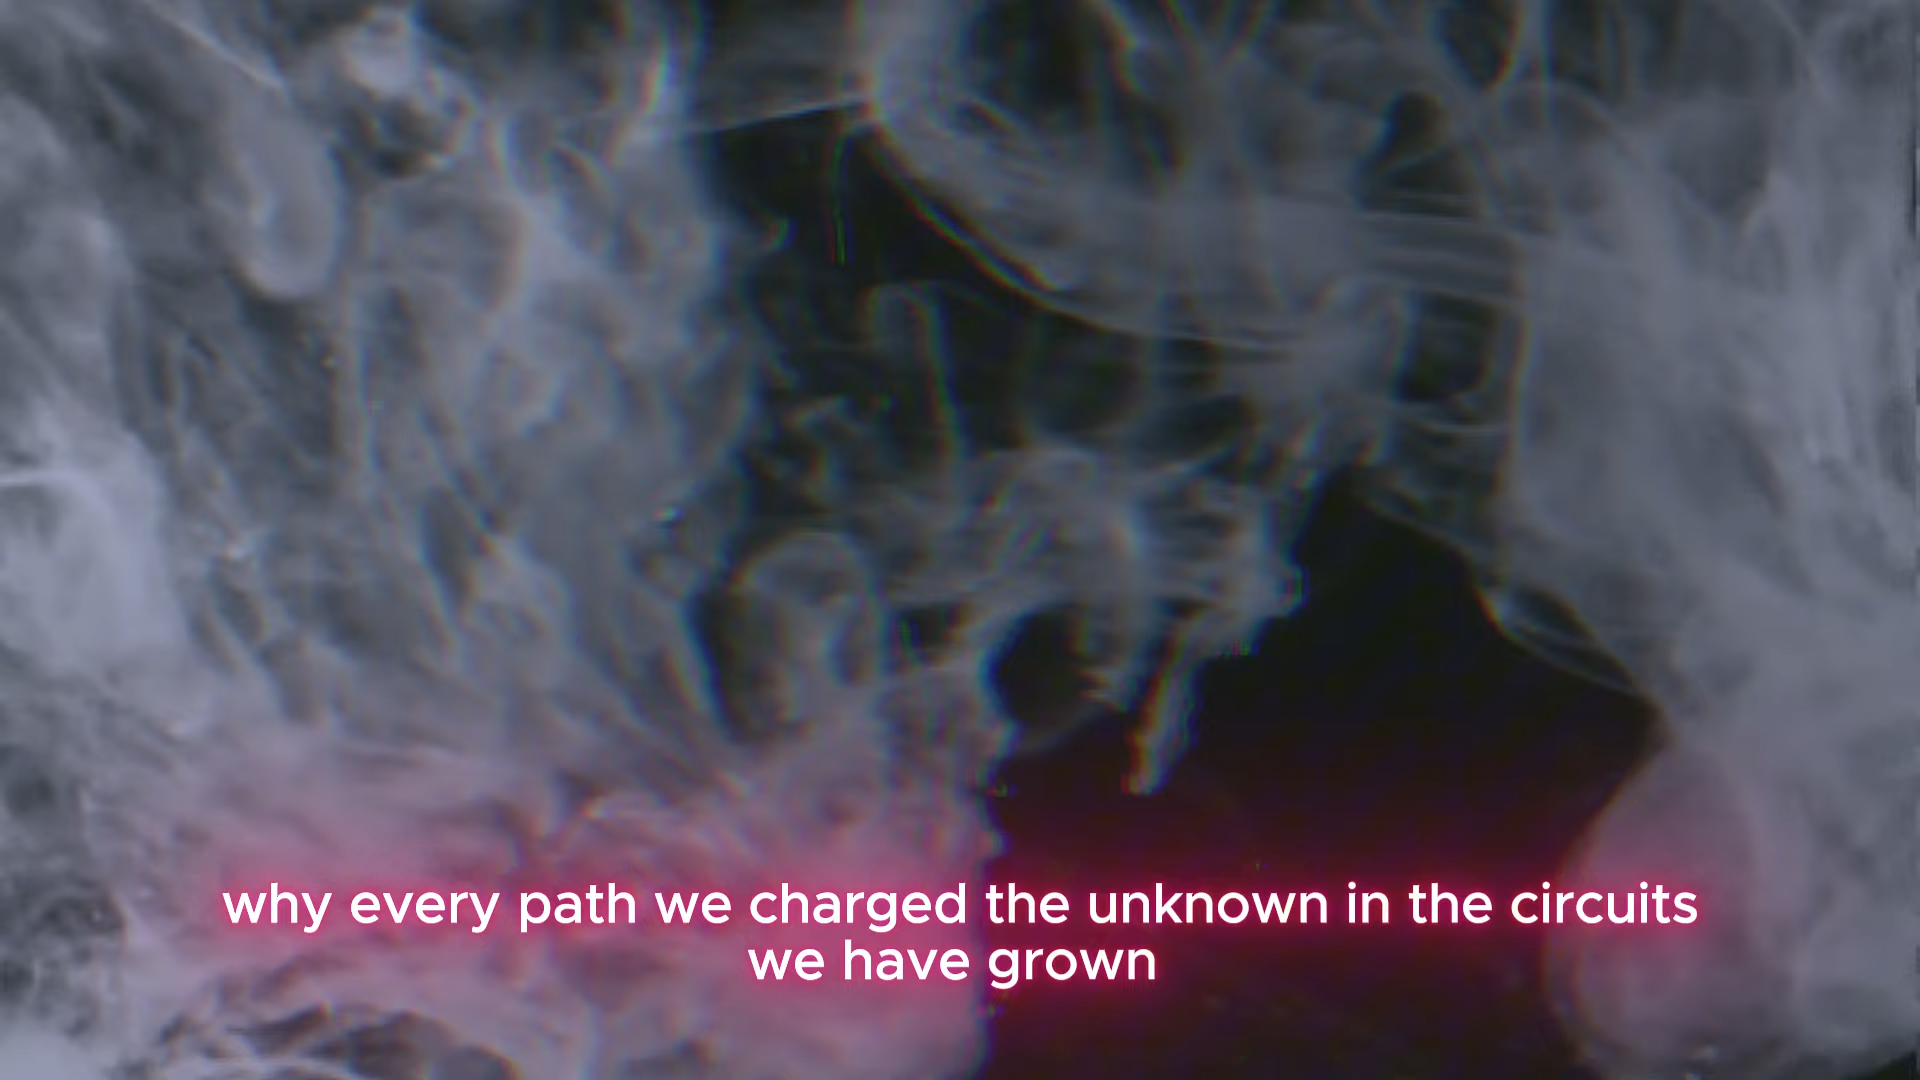 why every path we charged the unknown in the circuits
we have grown